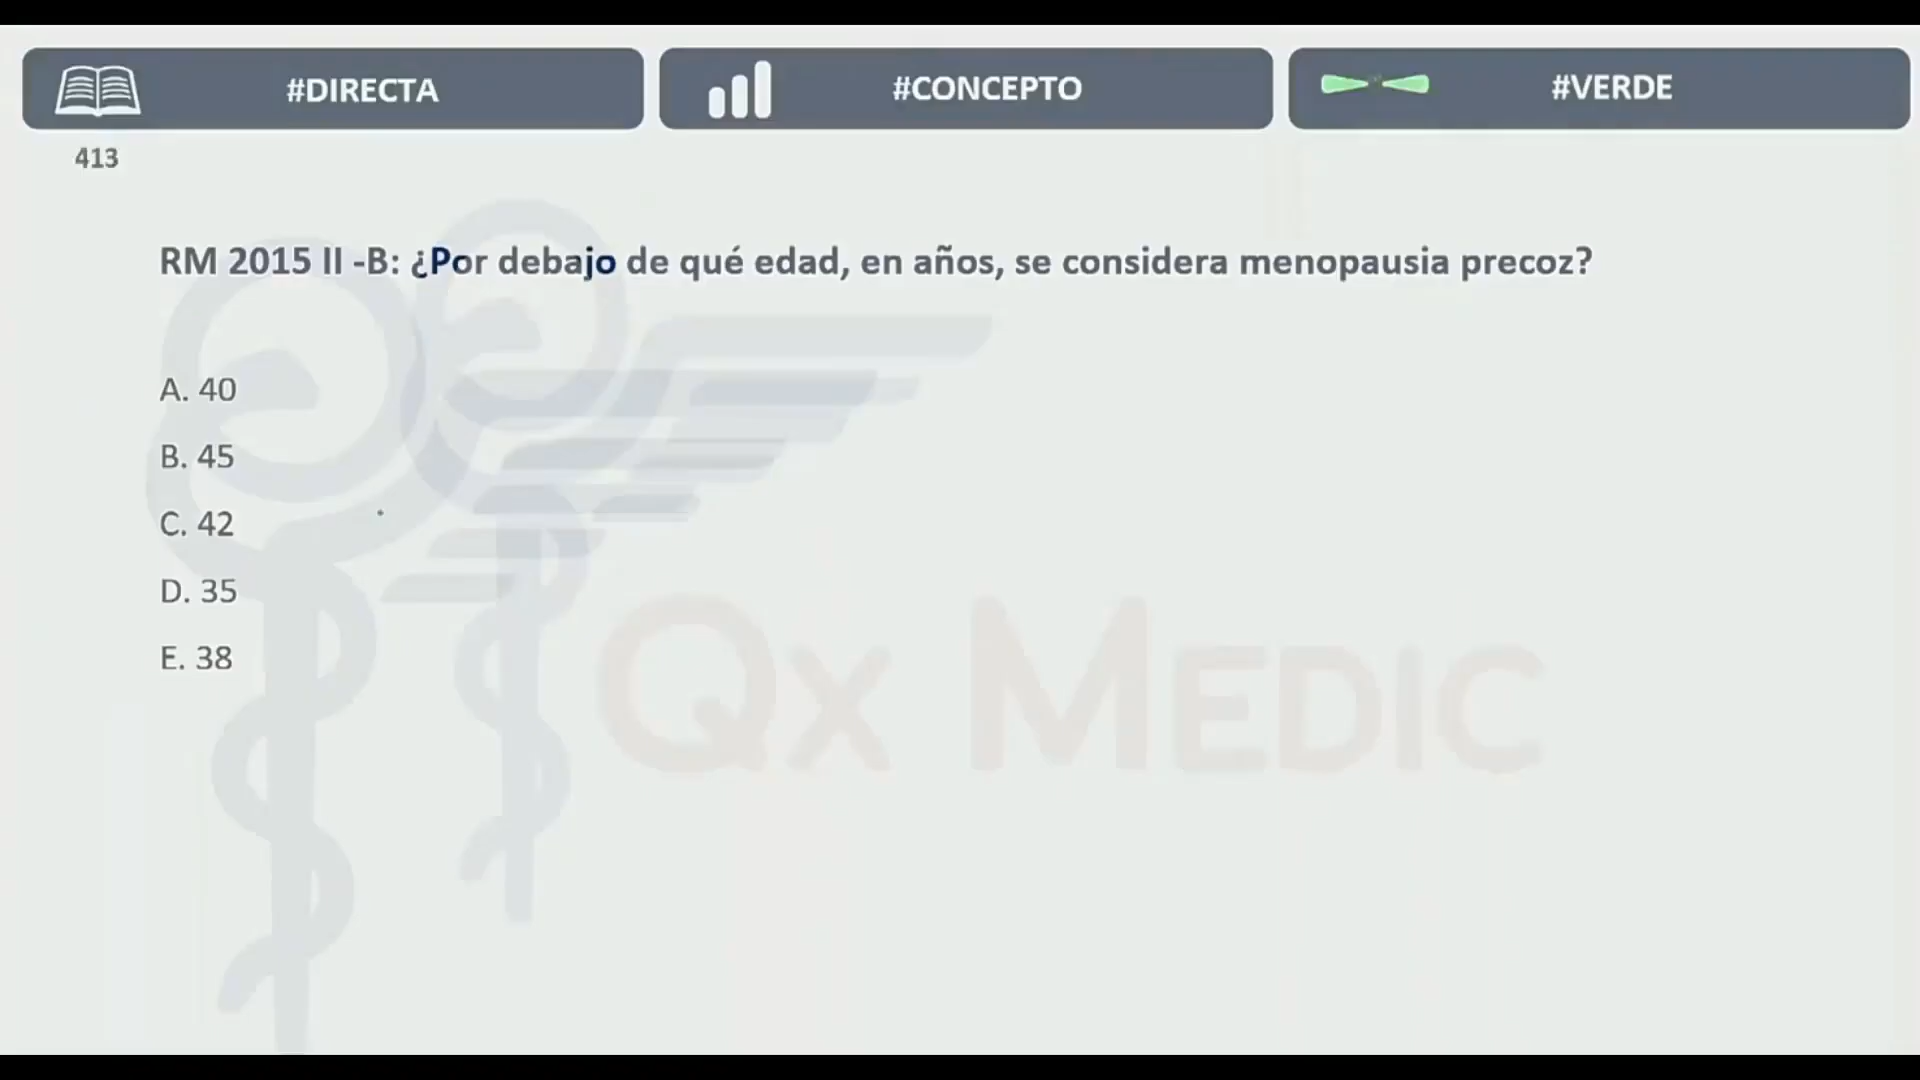 #DIRECTA
#CONCEPTO
#VERDE
413
RM 2015 II -B: ¿Por debajo de qué edad, en años, se considera menopausia precoz?
A. 40
B. 45
C. 42
D. 35
E. 38
QX MEDIC